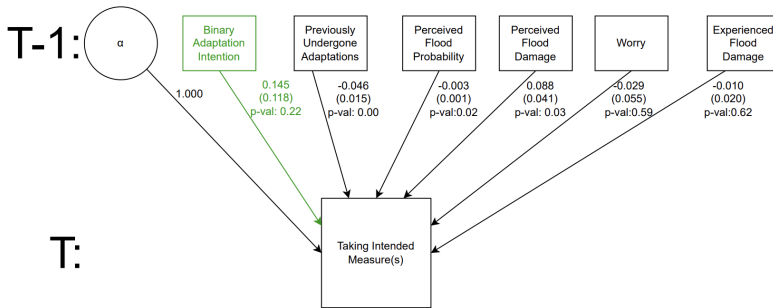 T-1:
α
Binary
Adaptation
Intention
Previously
Undergone
Adaptations
Perceived
Flood
Probability
Perceived
Flood
Damage
Worry
Experienced
Flood
Damage
1.000
0.145
(0.118)
p-val: 0.22
-0.046
(0.015)
p-val: 0.00
-0.003
(0.001)
p-val:0.02
0.088
(0.041)
p-val: 0.03
-0.029
(0.055)
p-val:0.59
-0.010
(0.020)
p-val:0.62
T:
Taking Intended
Measure(s)